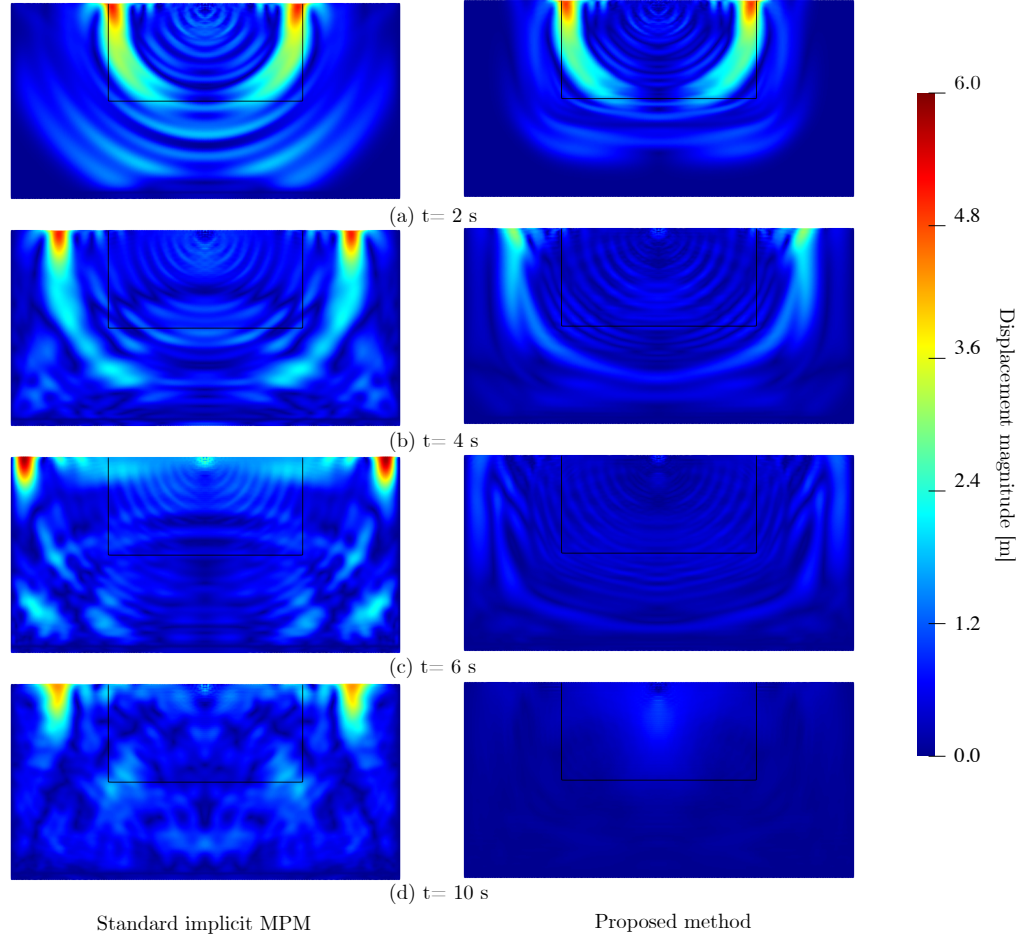 (a) t= 2 s
(b) t= 4 s
(c) t= 6 s
(d) t= 10 s
Standard implicit MPM
Proposed method
6.0
4.8
3.6
2.4
1.2
0.0
Displacement magnitude [m]